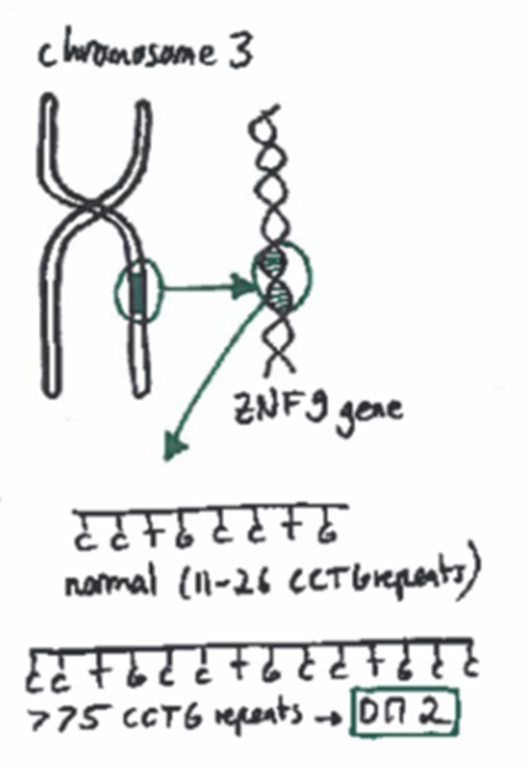 chromosome 3
ZNF9 gene
c c T G c c T G
normal (11-26 CCTG repeats)
c c T G c c T G c c T G c c
>75 CCTG repeats → DM 2